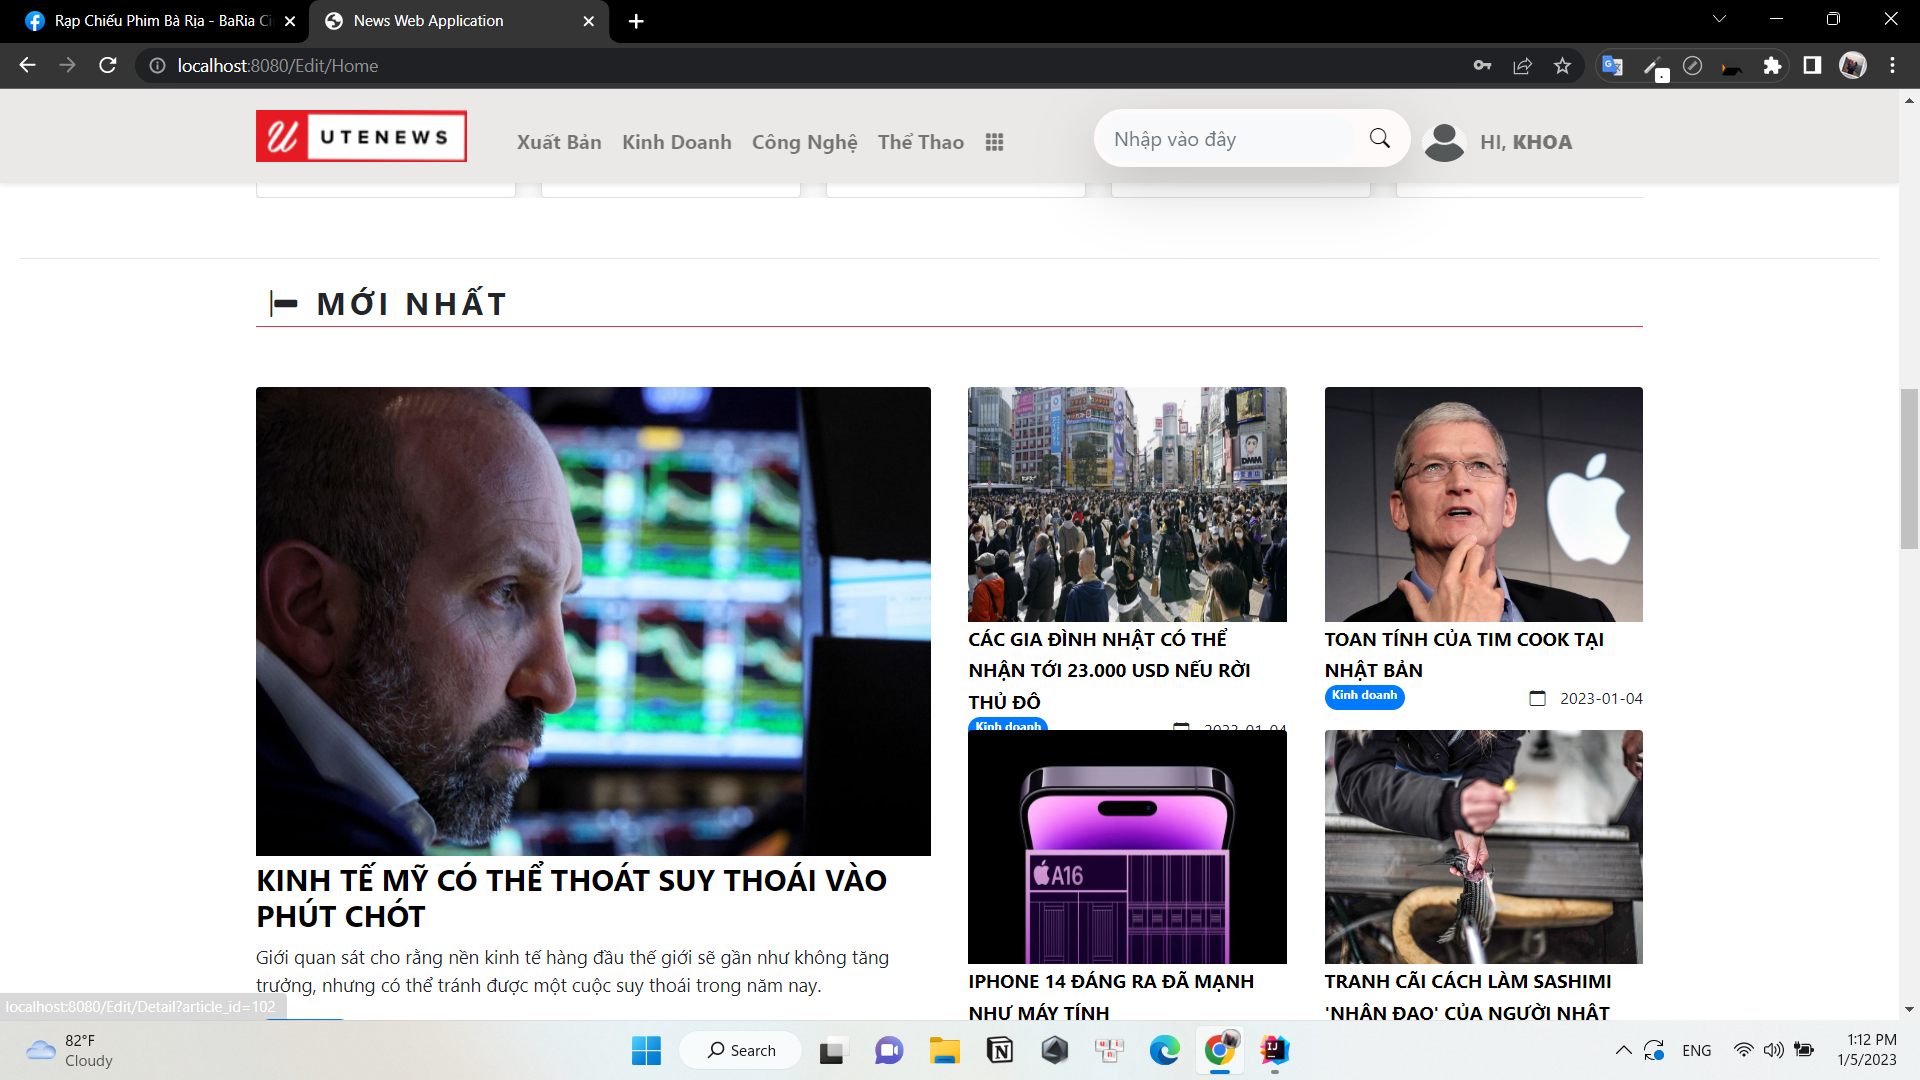 Rạp Chiếu Phim Bà Rịa - BaRia Ci
News Web Application
localhost:8080/Edit/Home
U UTENEWS
Xuất Bản Kinh Doanh Công Nghệ Thể Thao
Nhập vào đây
HI, KHOA
MỚI NHẤT
KINH TẾ MỸ CÓ THỂ THOÁT SUY THOÁI VÀO
PHÚT CHÓT
Giới quan sát cho rằng nền kinh tế hàng đầu thế giới sẽ gần như không tăng
trưởng, nhưng có thể tránh được một cuộc suy thoái trong năm nay.
DMM
CÁC GIA ĐÌNH NHẬT CÓ THỂ
NHẬN TỚI 23.000 USD NẾU RỜI
THỦ ĐÔ
Kinh doanh 2023-01-04
TOAN TÍNH CỦA TIM COOK TẠI
NHẬT BẢN
Kinh doanh 2023-01-04
A16
IPHONE 14 ĐÁNG RA ĐÃ MẠNH
NHƯ MÁY TÍNH
TRANH CÃI CÁCH LÀM SASHIMI
'NHÂN ĐẠO' CỦA NGƯỜI NHẬT
localhost:8080/Edit/Detail?article_id=102
82°F
Cloudy
Search
ENG
1:12 PM
1/5/2023